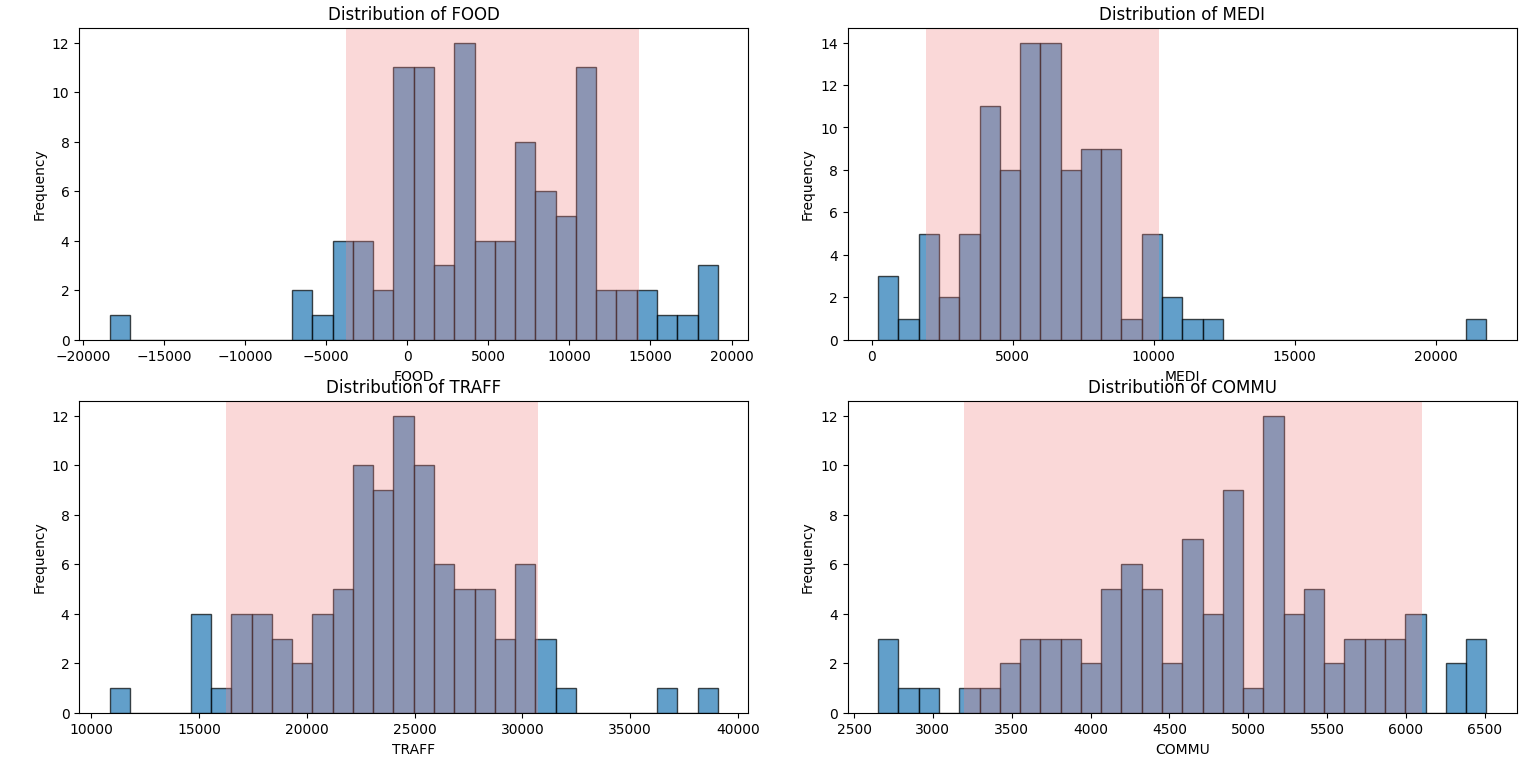 Distribution of FOOD
Frequency
12
10
8
6
4
2
0
−20000 −15000 −10000 −5000 0 5000 10000 15000 20000
FOOD
Distribution of MEDI
Frequency
14
12
10
8
6
4
2
0
0 5000 10000 15000 20000
MEDI
Distribution of TRAFF
Frequency
12
10
8
6
4
2
0
10000 15000 20000 25000 30000 35000 40000
TRAFF
Distribution of COMMU
Frequency
12
10
8
6
4
2
0
2500 3000 3500 4000 4500 5000 5500 6000 6500
COMMU